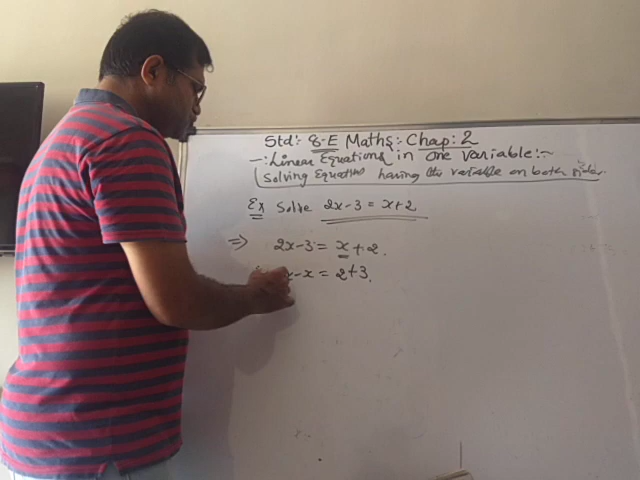 Std:- 8-E Maths:- Chap: 2
-: Linear Equations in one variable:-
Solving Equations having the variable on both sides.
Ex Solve 2x-3 = x+2
⇒ 2x-3 = x+2.
x-x = 2+3.